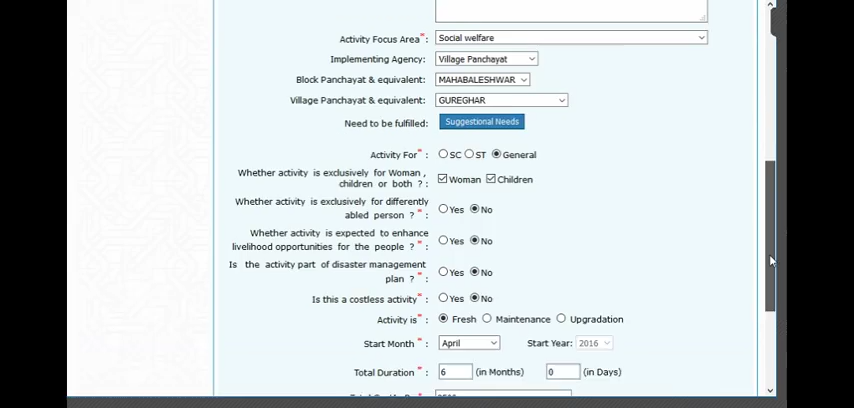 Activity Focus Area*: Social welfare
Implementing Agency: Village Panchayat
Block Panchayat & equivalent: MAHABALESHWAR
Village Panchayat & equivalent: GUREGHAR
Need to be fulfilled: Suggestional Needs
Activity For* : SC ST General
Whether activity is exclusively for Woman ,
children or both ? : Woman Children
Whether activity is exclusively for differently
abled person ? * : Yes No
Whether activity is expected to enhance
livelihood opportunities for the people ? * : Yes No
Is the activity part of disaster management
plan ? * : Yes No
Is this a costless activity* : Yes No
Activity is* : Fresh Maintenance Upgradation
Start Month * : April Start Year: 2016
Total Duration * : 6 (in Months) 0 (in Days)